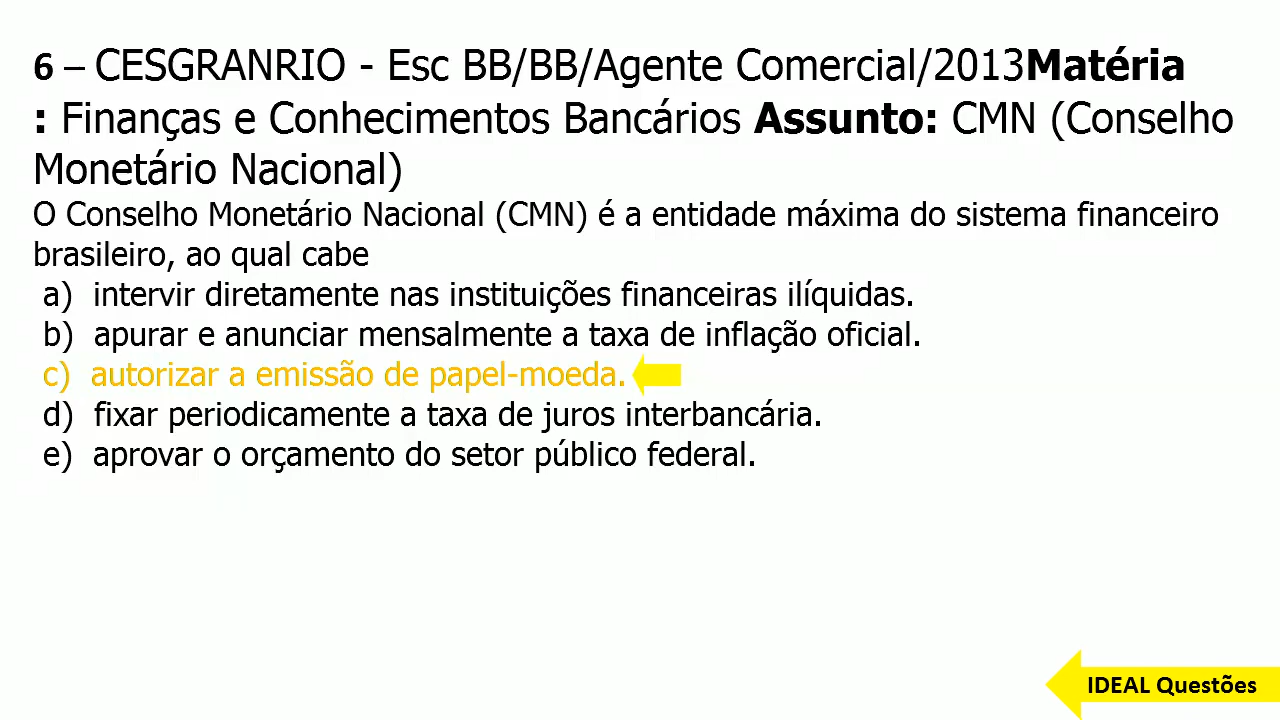 6 – CESGRANRIO - Esc BB/BB/Agente Comercial/2013Matéria
: Finanças e Conhecimentos Bancários Assunto: CMN (Conselho
Monetário Nacional)
O Conselho Monetário Nacional (CMN) é a entidade máxima do sistema financeiro
brasileiro, ao qual cabe
a) intervir diretamente nas instituições financeiras ilíquidas.
b) apurar e anunciar mensalmente a taxa de inflação oficial.
c) autorizar a emissão de papel-moeda.
d) fixar periodicamente a taxa de juros interbancária.
e) aprovar o orçamento do setor público federal.
IDEAL Questões